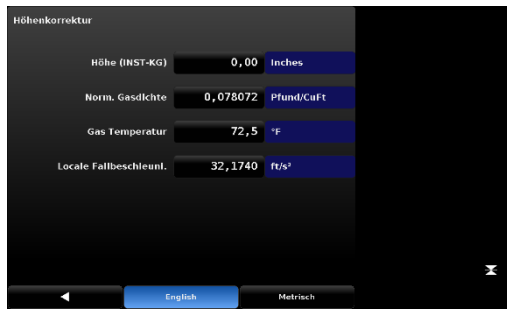 Höhenkorrektur
Höhe (INST-KG) 0,00 Inches
Norm. Gasdichte 0,078072 Pfund/CuFt
Gas Temperatur 72,5 °F
Locale Fallbeschleunl. 32,1740 ft/s²
English Metrisch